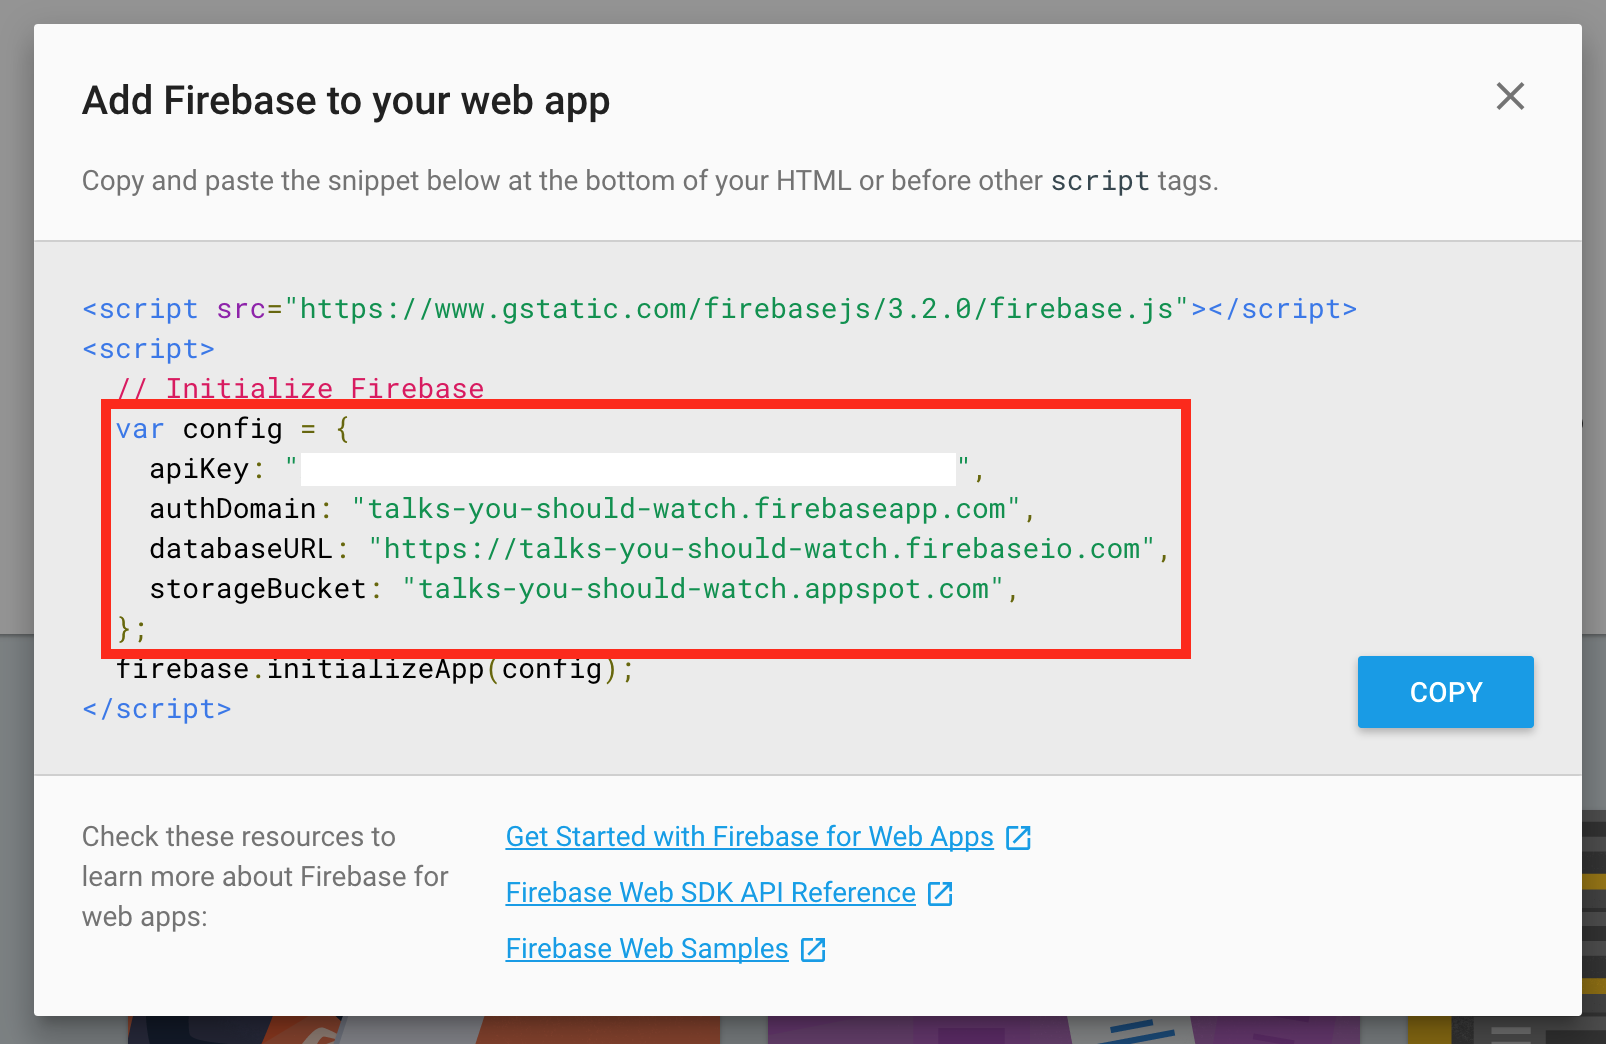 Add Firebase to your web app
Copy and paste the snippet below at the bottom of your HTML or before other script tags.
<script src="https://www.gstatic.com/firebasejs/3.2.0/firebase.js"></script>
<script>
  // Initialize Firebase
  var config = {
    apiKey: "",
    authDomain: "talks-you-should-watch.firebaseapp.com",
    databaseURL: "https://talks-you-should-watch.firebaseio.com",
    storageBucket: "talks-you-should-watch.appspot.com",
  };
  firebase.initializeApp(config);
</script>
COPY
Check these resources to
learn more about Firebase for
web apps:
Get Started with Firebase for Web Apps
Firebase Web SDK API Reference
Firebase Web Samples